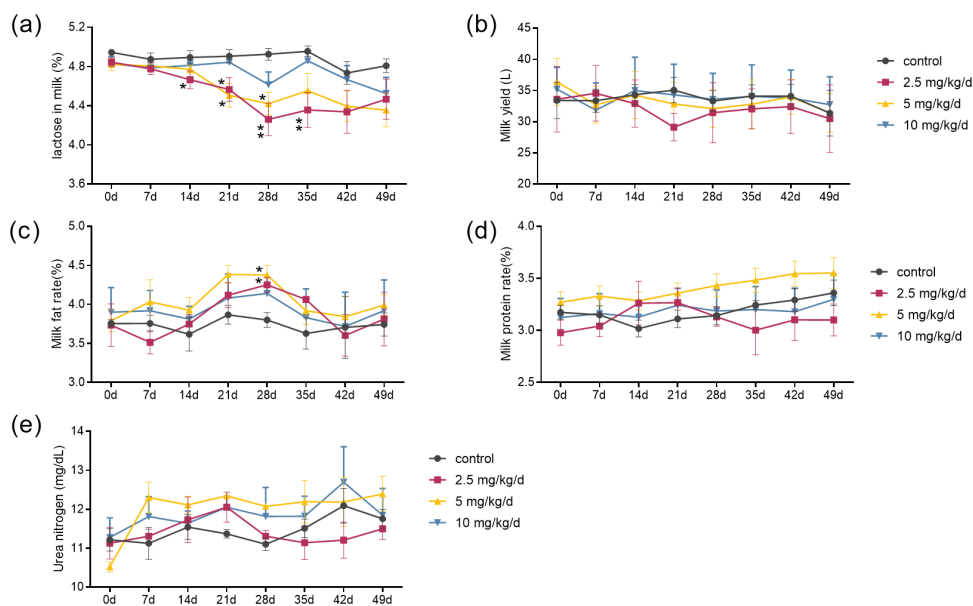 (a)
lactose in milk (%)
5.2
4.8
4.4
4.0
3.6
0d 7d 14d 21d 28d 35d 42d 49d
* * * * * * * *
(b)
Milk yield (L)
45
40
35
30
25
20
0d 7d 14d 21d 28d 35d 42d 49d
control
2.5 mg/kg/d
5 mg/kg/d
10 mg/kg/d
(c)
Milk fat rate(%)
5.0
4.5
4.0
3.5
3.0
0d 7d 14d 21d 28d 35d 42d 49d
* *
(d)
Milk protein rate(%)
4.0
3.5
3.0
2.5
0d 7d 14d 21d 28d 35d 42d 49d
control
2.5 mg/kg/d
5 mg/kg/d
10 mg/kg/d
(e)
Urea nitrogen (mg/dL)
14
13
12
11
10
0d 7d 14d 21d 28d 35d 42d 49d
control
2.5 mg/kg/d
5 mg/kg/d
10 mg/kg/d